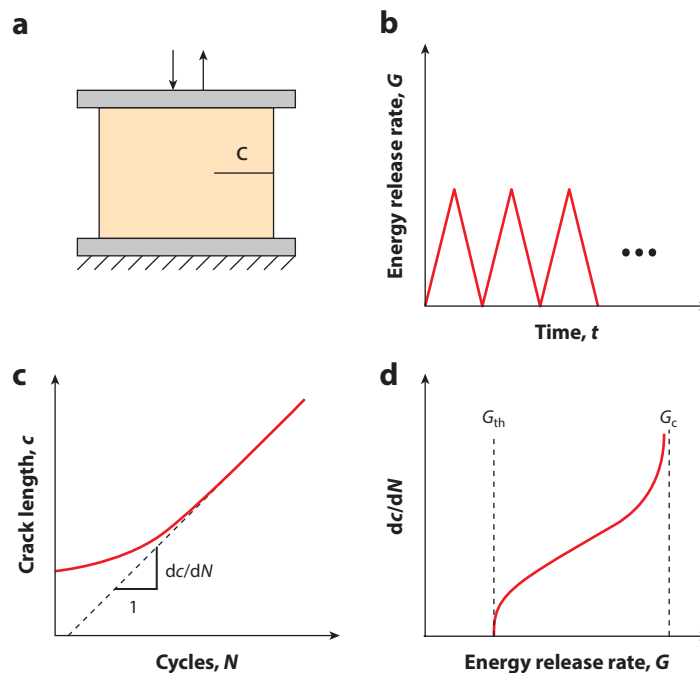 a
C
b
Energy release rate, G
Time, t
c
Crack length, c
dc/dN
1
Cycles, N
d
dc/dN
G_th
G_c
Energy release rate, G